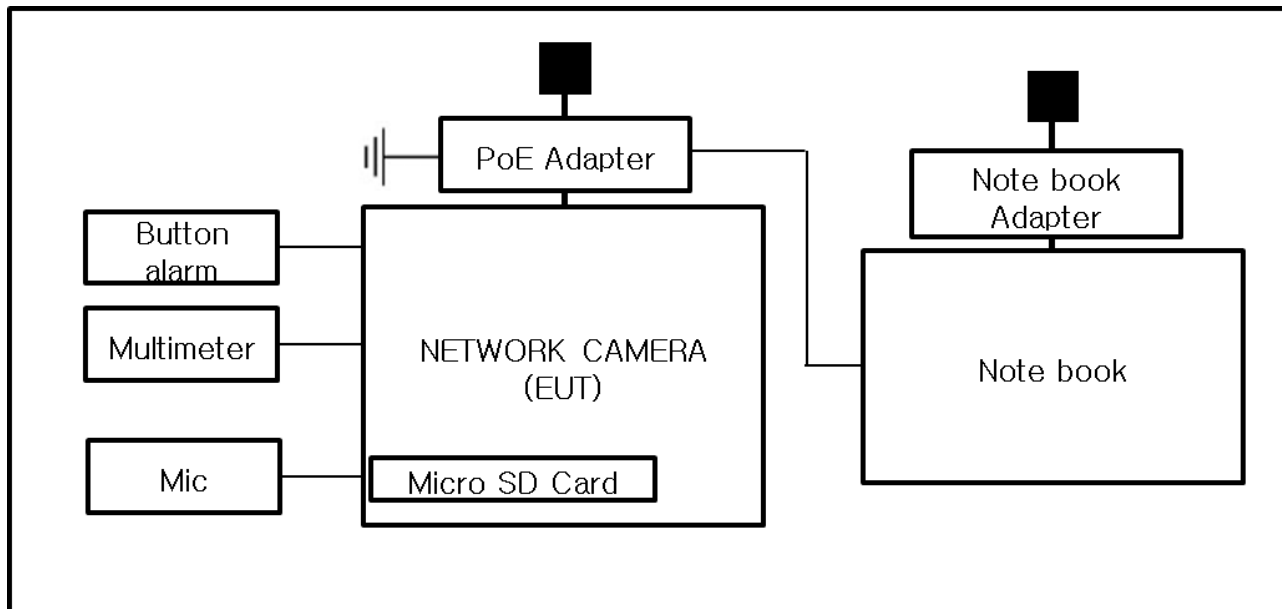 PoE Adapter
Note book
Adapter
Button
alarm
Multimeter
NETWORK CAMERA
(EUT)
Note book
Mic
Micro SD Card